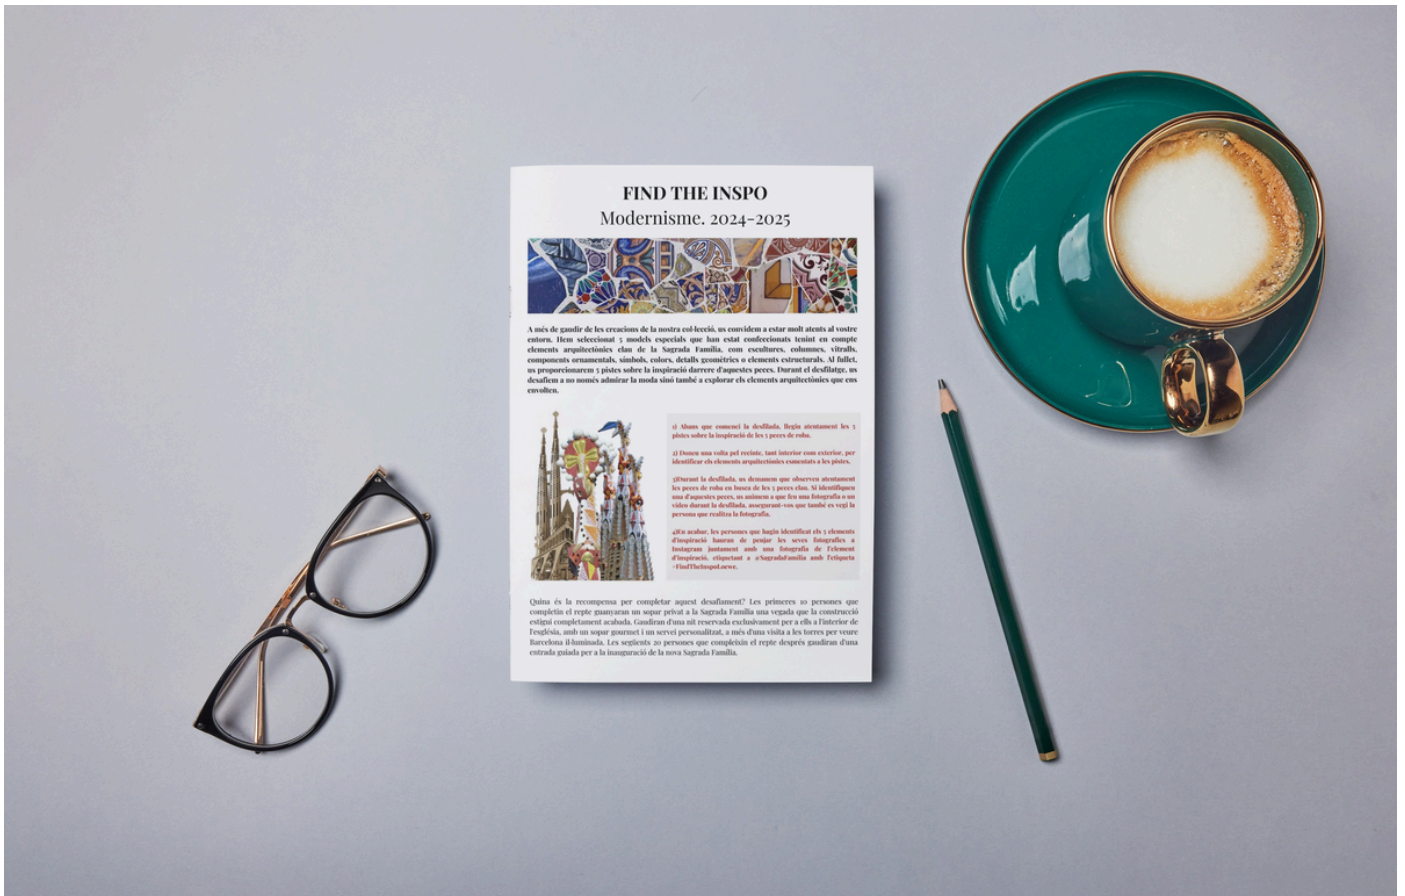 FIND THE INSPO
Modernisme. 2024-2025
A més de gaudir de les creacions de la nostra col·lecció, us convidem a estar molt atents al vostre
entorn. Hem seleccionat 5 models especials que han estat confeccionats tenint en compte
elements arquitectònics clau de la Sagrada Família, com escultures, columnes, vitralls,
components ornamentals, símbols, colors, detalls geomètrics o elements estructurals. Al fullet,
us proporcionarem 5 pistes sobre la inspiració darrere d'aquestes peces. Durant el desfilatge, us
desafiem a no només admirar la moda sinó també a explorar els elements arquitectònics que ens
envolten.
1) Abans que comenci la desfilada, llegiu atentament les 5
pistes sobre la inspiració de les 5 peces de roba.
2) Doneu una volta pel recinte, tant interior com exterior, per
identificar els elements arquitectònics esmentats a les pistes.
3)Durant la desfilada, us demanem que observeu atentament
les peces de roba en busca de les 5 peces clau. Si identifiqueu
una d'aquestes peces, us animem a que feu una fotografia o un
vídeo durant la desfilada, assegurant-vos que també es vegi la
persona que realitza la fotografia.
4)En acabar, les persones que hagin identificat els 5 elements
d'inspiració hauran de penjar les seves fotografies a
Instagram juntament amb una fotografia de l'element
d'inspiració, etiquetant a @SagradaFamilia amb l'etiqueta
#FindTheInspoLoewe.
Quina és la recompensa per completar aquest desafiament? Les primeres 10 persones que
completin el repte guanyaran un sopar privat a la Sagrada Família una vegada que la construcció
estigui completament acabada. Gaudiran d'una nit reservada exclusivament per a ells a l'interior de
l'església, amb un sopar gourmet i un servei personalitzat, a més d'una visita a les torres per veure
Barcelona il·luminada. Les següents 20 persones que compleixin el repte després gaudiran d'una
entrada guiada per a la inauguració de la nova Sagrada Família.